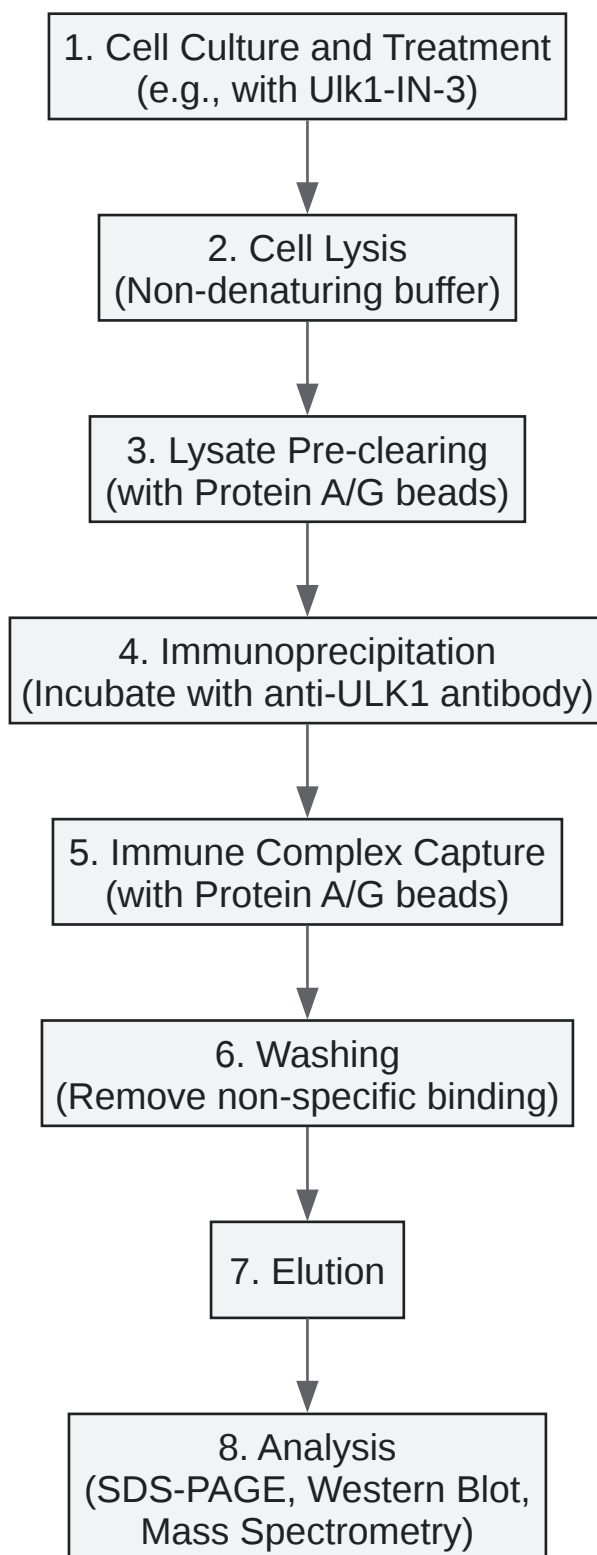 1. Cell Culture and Treatment
(e.g., with Ulk1-IN-3)
2. Cell Lysis
(Non-denaturing buffer)
3. Lysate Pre-clearing
(with Protein A/G beads)
4. Immunoprecipitation
(Incubate with anti-ULK1 antibody)
5. Immune Complex Capture
(with Protein A/G beads)
6. Washing
(Remove non-specific binding)
7. Elution
8. Analysis
(SDS-PAGE, Western Blot,
Mass Spectrometry)